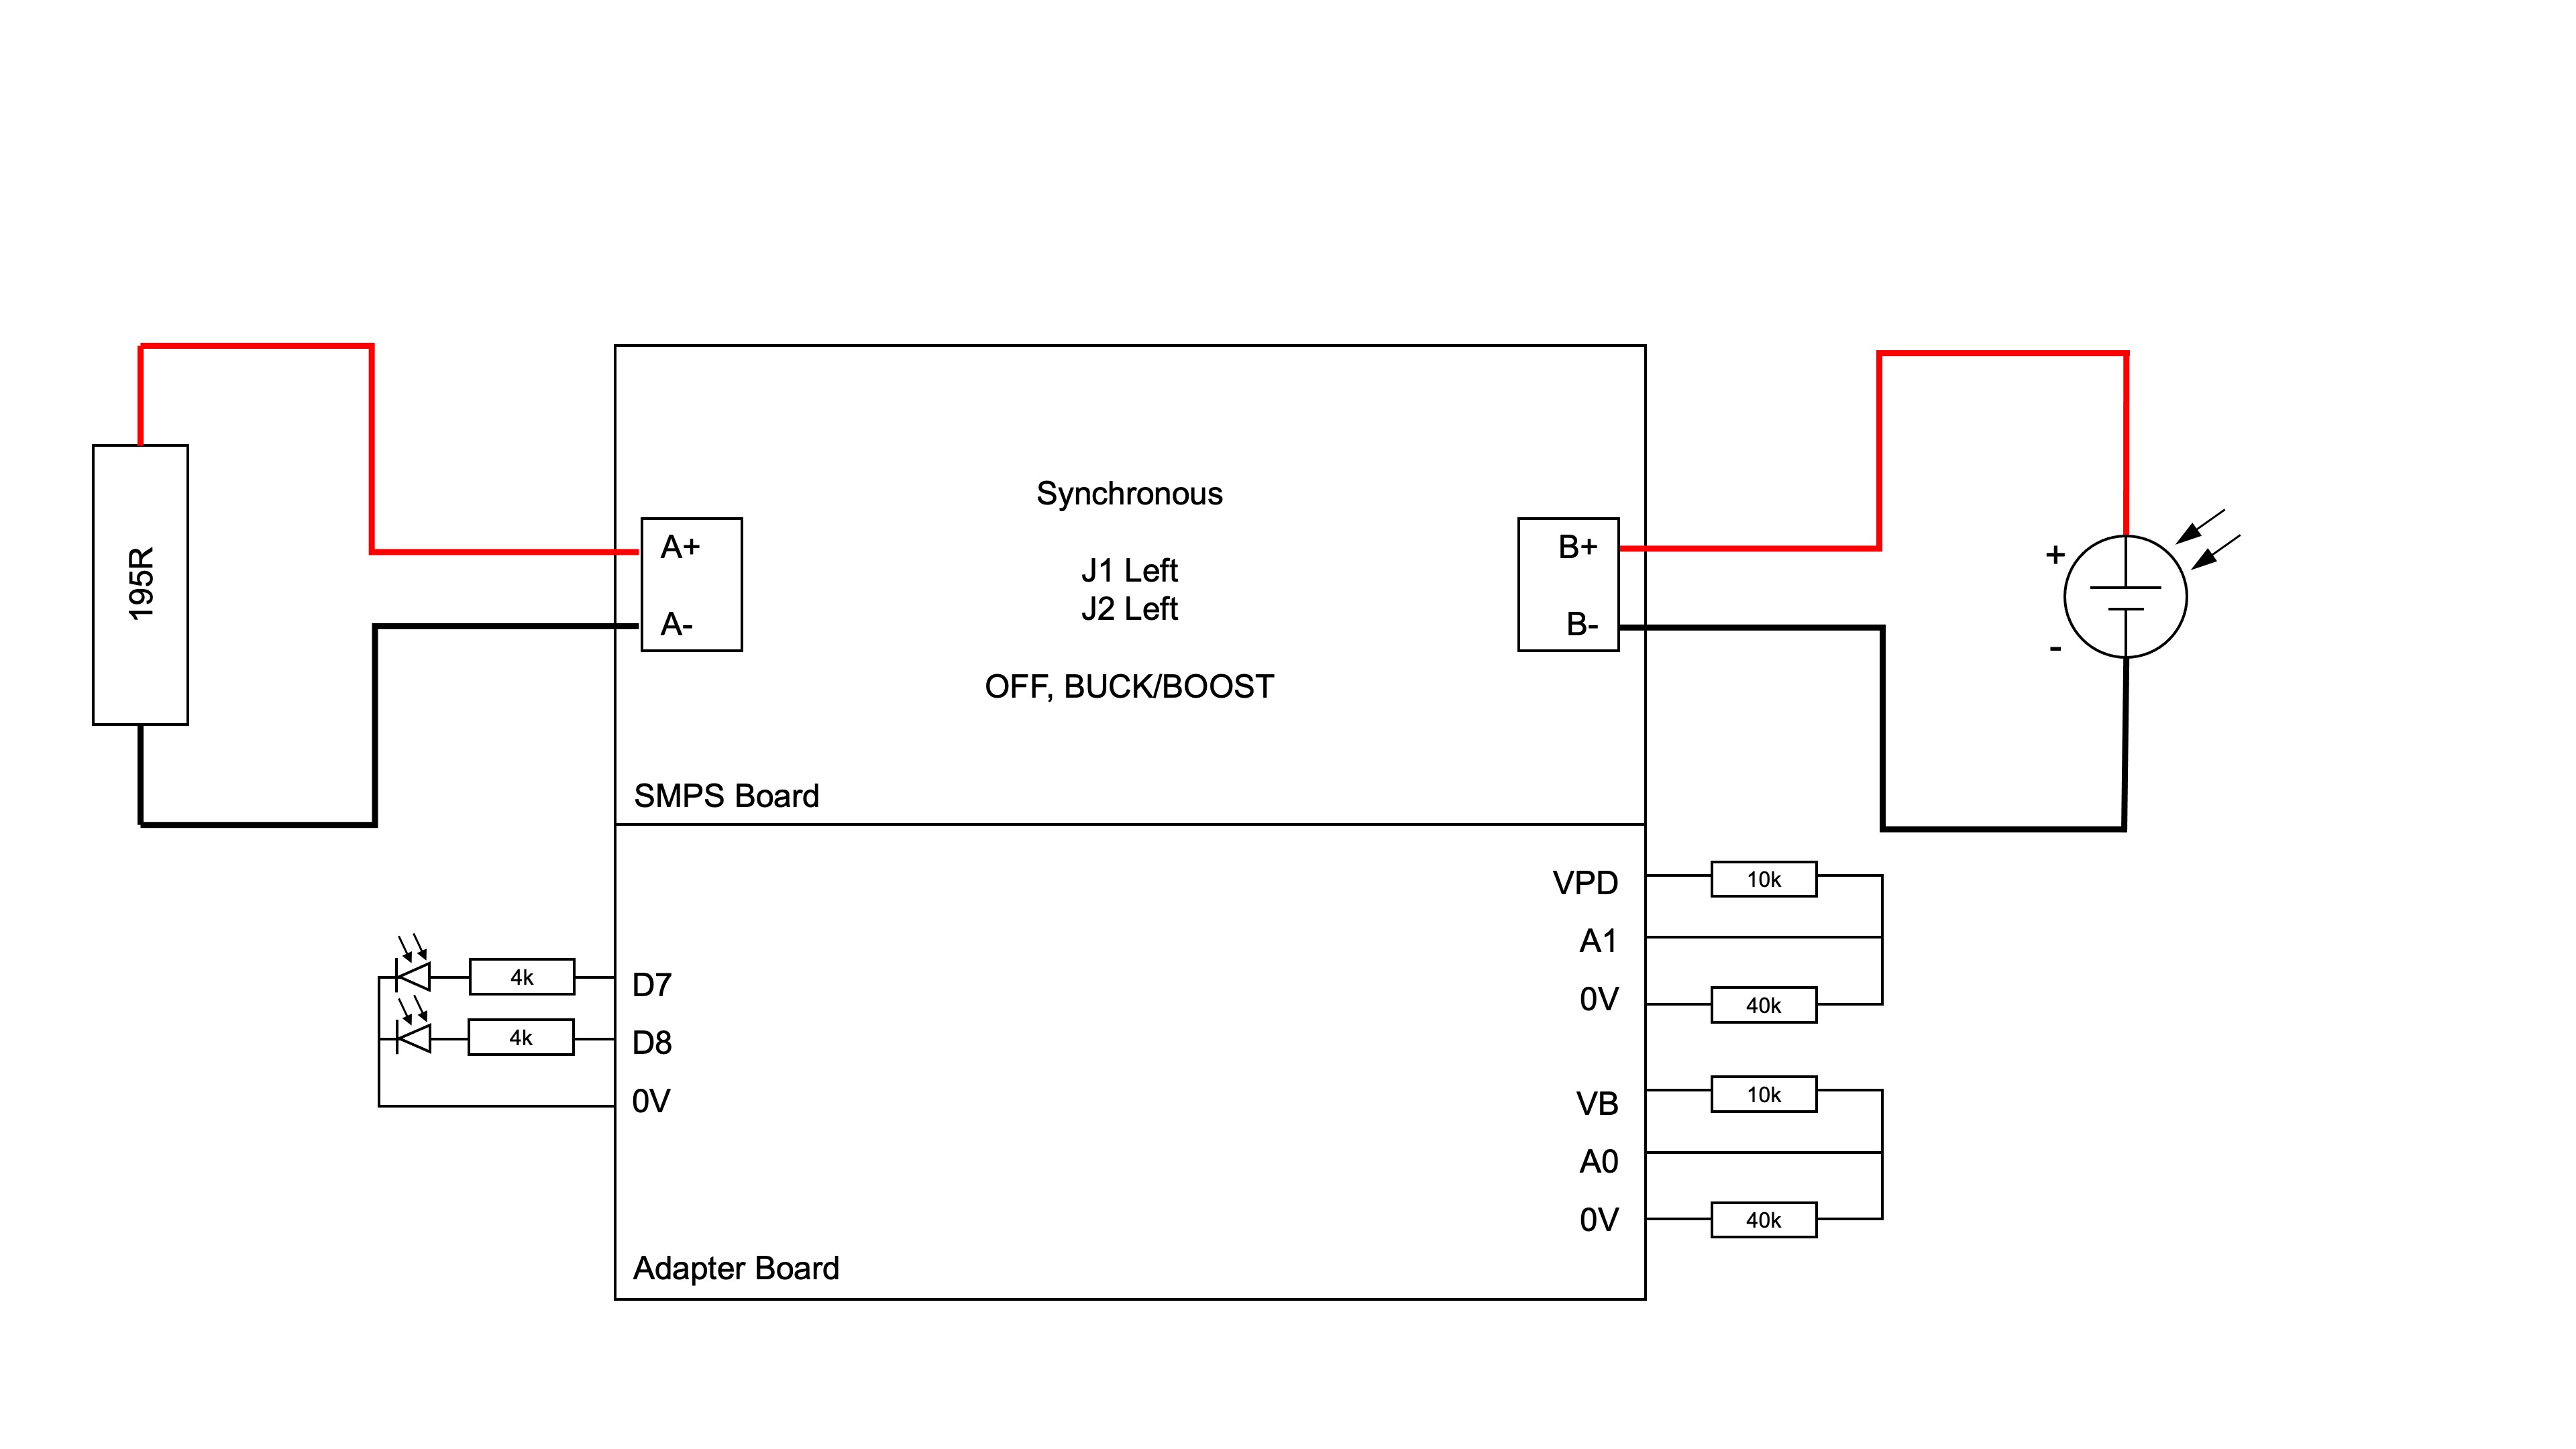 195R
A+
A-
Synchronous
J1 Left
J2 Left
OFF, BUCK/BOOST
B+
B-
+
-
SMPS Board
VPD
10k
A1
0V
40k
4k
D7
4k
D8
0V
VB
10k
A0
0V
40k
Adapter Board